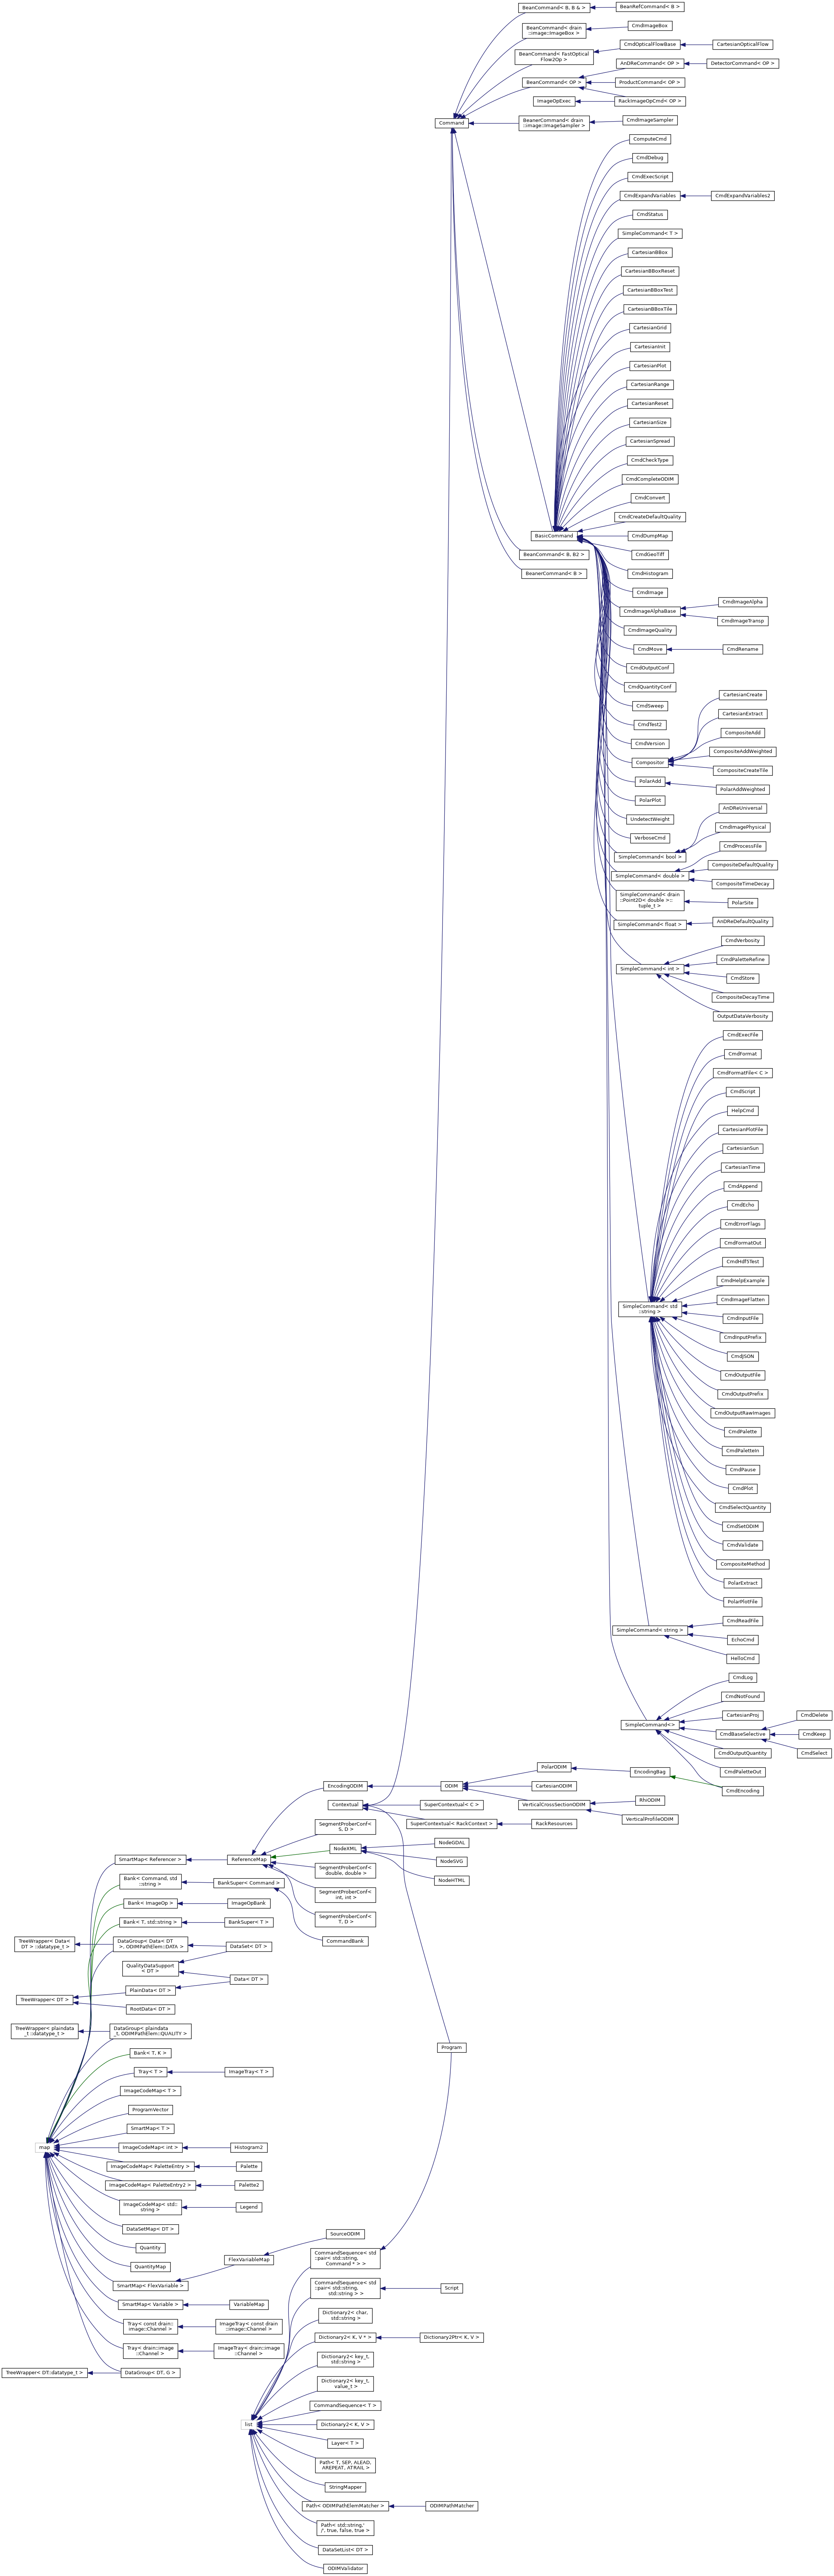 BeanCommand< B, B & >
BeanRefCommand< B >
BeanCommand< drain
::image::ImageBox >
CmdImageBox
BeanCommand< FastOptical
Flow2Op >
CmdOpticalFlowBase
CartesianOpticalFlow
BeanCommand< OP >
AnDReCommand< OP >
DetectorCommand< OP >
ProductCommand< OP >
ImageOpExec
RackImageOpCmd< OP >
Command
BeanerCommand< drain
::image::ImageSampler >
CmdImageSampler
ComputeCmd
CmdDebug
CmdExecScript
CmdExpandVariables
CmdExpandVariables2
CmdStatus
SimpleCommand< T >
CartesianBBox
CartesianBBoxReset
CartesianBBoxTest
CartesianBBoxTile
CartesianGrid
CartesianInit
CartesianPlot
CartesianRange
CartesianReset
CartesianSize
CartesianSpread
CmdCheckType
CmdCompleteODIM
CmdConvert
CmdCreateDefaultQuality
BasicCommand
CmdDumpMap
BeanCommand< B, B2 >
CmdGeoTiff
BeanerCommand< B >
CmdHistogram
CmdImage
CmdImageAlphaBase
CmdImageAlpha
CmdImageTransp
CmdImageQuality
CmdMove
CmdRename
CmdOutputConf
CmdQuantityConf
CmdSweep
CartesianCreate
CmdTest2
CartesianExtract
CmdVersion
CompositeAdd
Compositor
CompositeAddWeighted
CompositeCreateTile
PolarAdd
PolarAddWeighted
PolarPlot
AnDReUniversal
UndetectWeight
CmdImagePhysical
VerboseCmd
CmdProcessFile
SimpleCommand< bool >
CompositeDefaultQuality
SimpleCommand< double >
CompositeTimeDecay
SimpleCommand< drain
::Point2D< double >::
tuple_t >
PolarSite
SimpleCommand< float >
AnDReDefaultQuality
CmdVerbosity
CmdPaletteRefine
SimpleCommand< int >
CmdStore
CompositeDecayTime
OutputDataVerbosity
CmdExecFile
CmdFormat
CmdFormatFile< C >
CmdScript
HelpCmd
CartesianPlotFile
CartesianSun
CartesianTime
CmdAppend
CmdEcho
CmdErrorFlags
CmdFormatOut
CmdHdf5Test
CmdHelpExample
CmdImageFlatten
SimpleCommand< std
::string >
CmdInputFile
CmdInputPrefix
CmdJSON
CmdOutputFile
CmdOutputPrefix
CmdOutputRawImages
CmdPalette
CmdPaletteIn
CmdPause
CmdPlot
CmdSelectQuantity
CmdSetODIM
CmdValidate
CompositeMethod
PolarExtract
PolarPlotFile
CmdReadFile
SimpleCommand< string >
EchoCmd
HelloCmd
CmdLog
CmdNotFound
CartesianProj
SimpleCommand<>
CmdBaseSelective
CmdDelete
CmdKeep
CmdSelect
CmdOutputQuantity
CmdPaletteOut
CmdEncoding
PolarODIM
EncodingBag
EncodingODIM
ODIM
CartesianODIM
RhiODIM
Contextual
SuperContextual< C >
VerticalCrossSectionODIM
VerticalProfileODIM
SuperContextual< RackContext >
RackResources
SegmentProberConf<
S, D >
NodeGDAL
NodeXML
SmartMap< Referencer >
ReferenceMap
NodeSVG
SegmentProberConf<
double, double >
NodeHTML
Bank< Command, std
::string >
BankSuper< Command >
SegmentProberConf<
int, int >
Bank< ImageOp >
ImageOpBank
SegmentProberConf<
T, D >
Bank< T, std::string >
BankSuper< T >
CommandBank
TreeWrapper< Data<
DT > ::datatype_t >
DataGroup< Data< DT
>, ODIMPathElem::DATA >
DataSet< DT >
QualityDataSupport
< DT >
Data< DT >
PlainData< DT >
TreeWrapper< DT >
RootData< DT >
TreeWrapper< plaindata
_t ::datatype_t >
DataGroup< plaindata
_t, ODIMPathElem::QUALITY >
Program
Bank< T, K >
Tray< T >
ImageTray< T >
ImageCodeMap< T >
ProgramVector
SmartMap< T >
map
ImageCodeMap< int >
Histogram2
ImageCodeMap< PaletteEntry >
Palette
ImageCodeMap< PaletteEntry2 >
Palette2
ImageCodeMap< std::
string >
Legend
DataSetMap< DT >
SourceODIM
Quantity
FlexVariableMap
CommandSequence< std
::pair< std::string,
Command * > >
QuantityMap
SmartMap< FlexVariable >
CommandSequence< std
::pair< std::string,
std::string > >
Script
SmartMap< Variable >
VariableMap
Dictionary2< char,
std::string >
Tray< const drain::
image::Channel >
ImageTray< const drain
::image::Channel >
Dictionary2< K, V * >
Dictionary2Ptr< K, V >
Tray< drain::image
::Channel >
ImageTray< drain::image
::Channel >
Dictionary2< key_t,
std::string >
TreeWrapper< DT::datatype_t >
DataGroup< DT, G >
Dictionary2< key_t,
value_t >
CommandSequence< T >
list
Dictionary2< K, V >
Layer< T >
Path< T, SEP, ALEAD,
AREPEAT, ATRAIL >
StringMapper
Path< ODIMPathElemMatcher >
ODIMPathMatcher
Path< std::string,'
/', true, false, true >
DataSetList< DT >
ODIMValidator